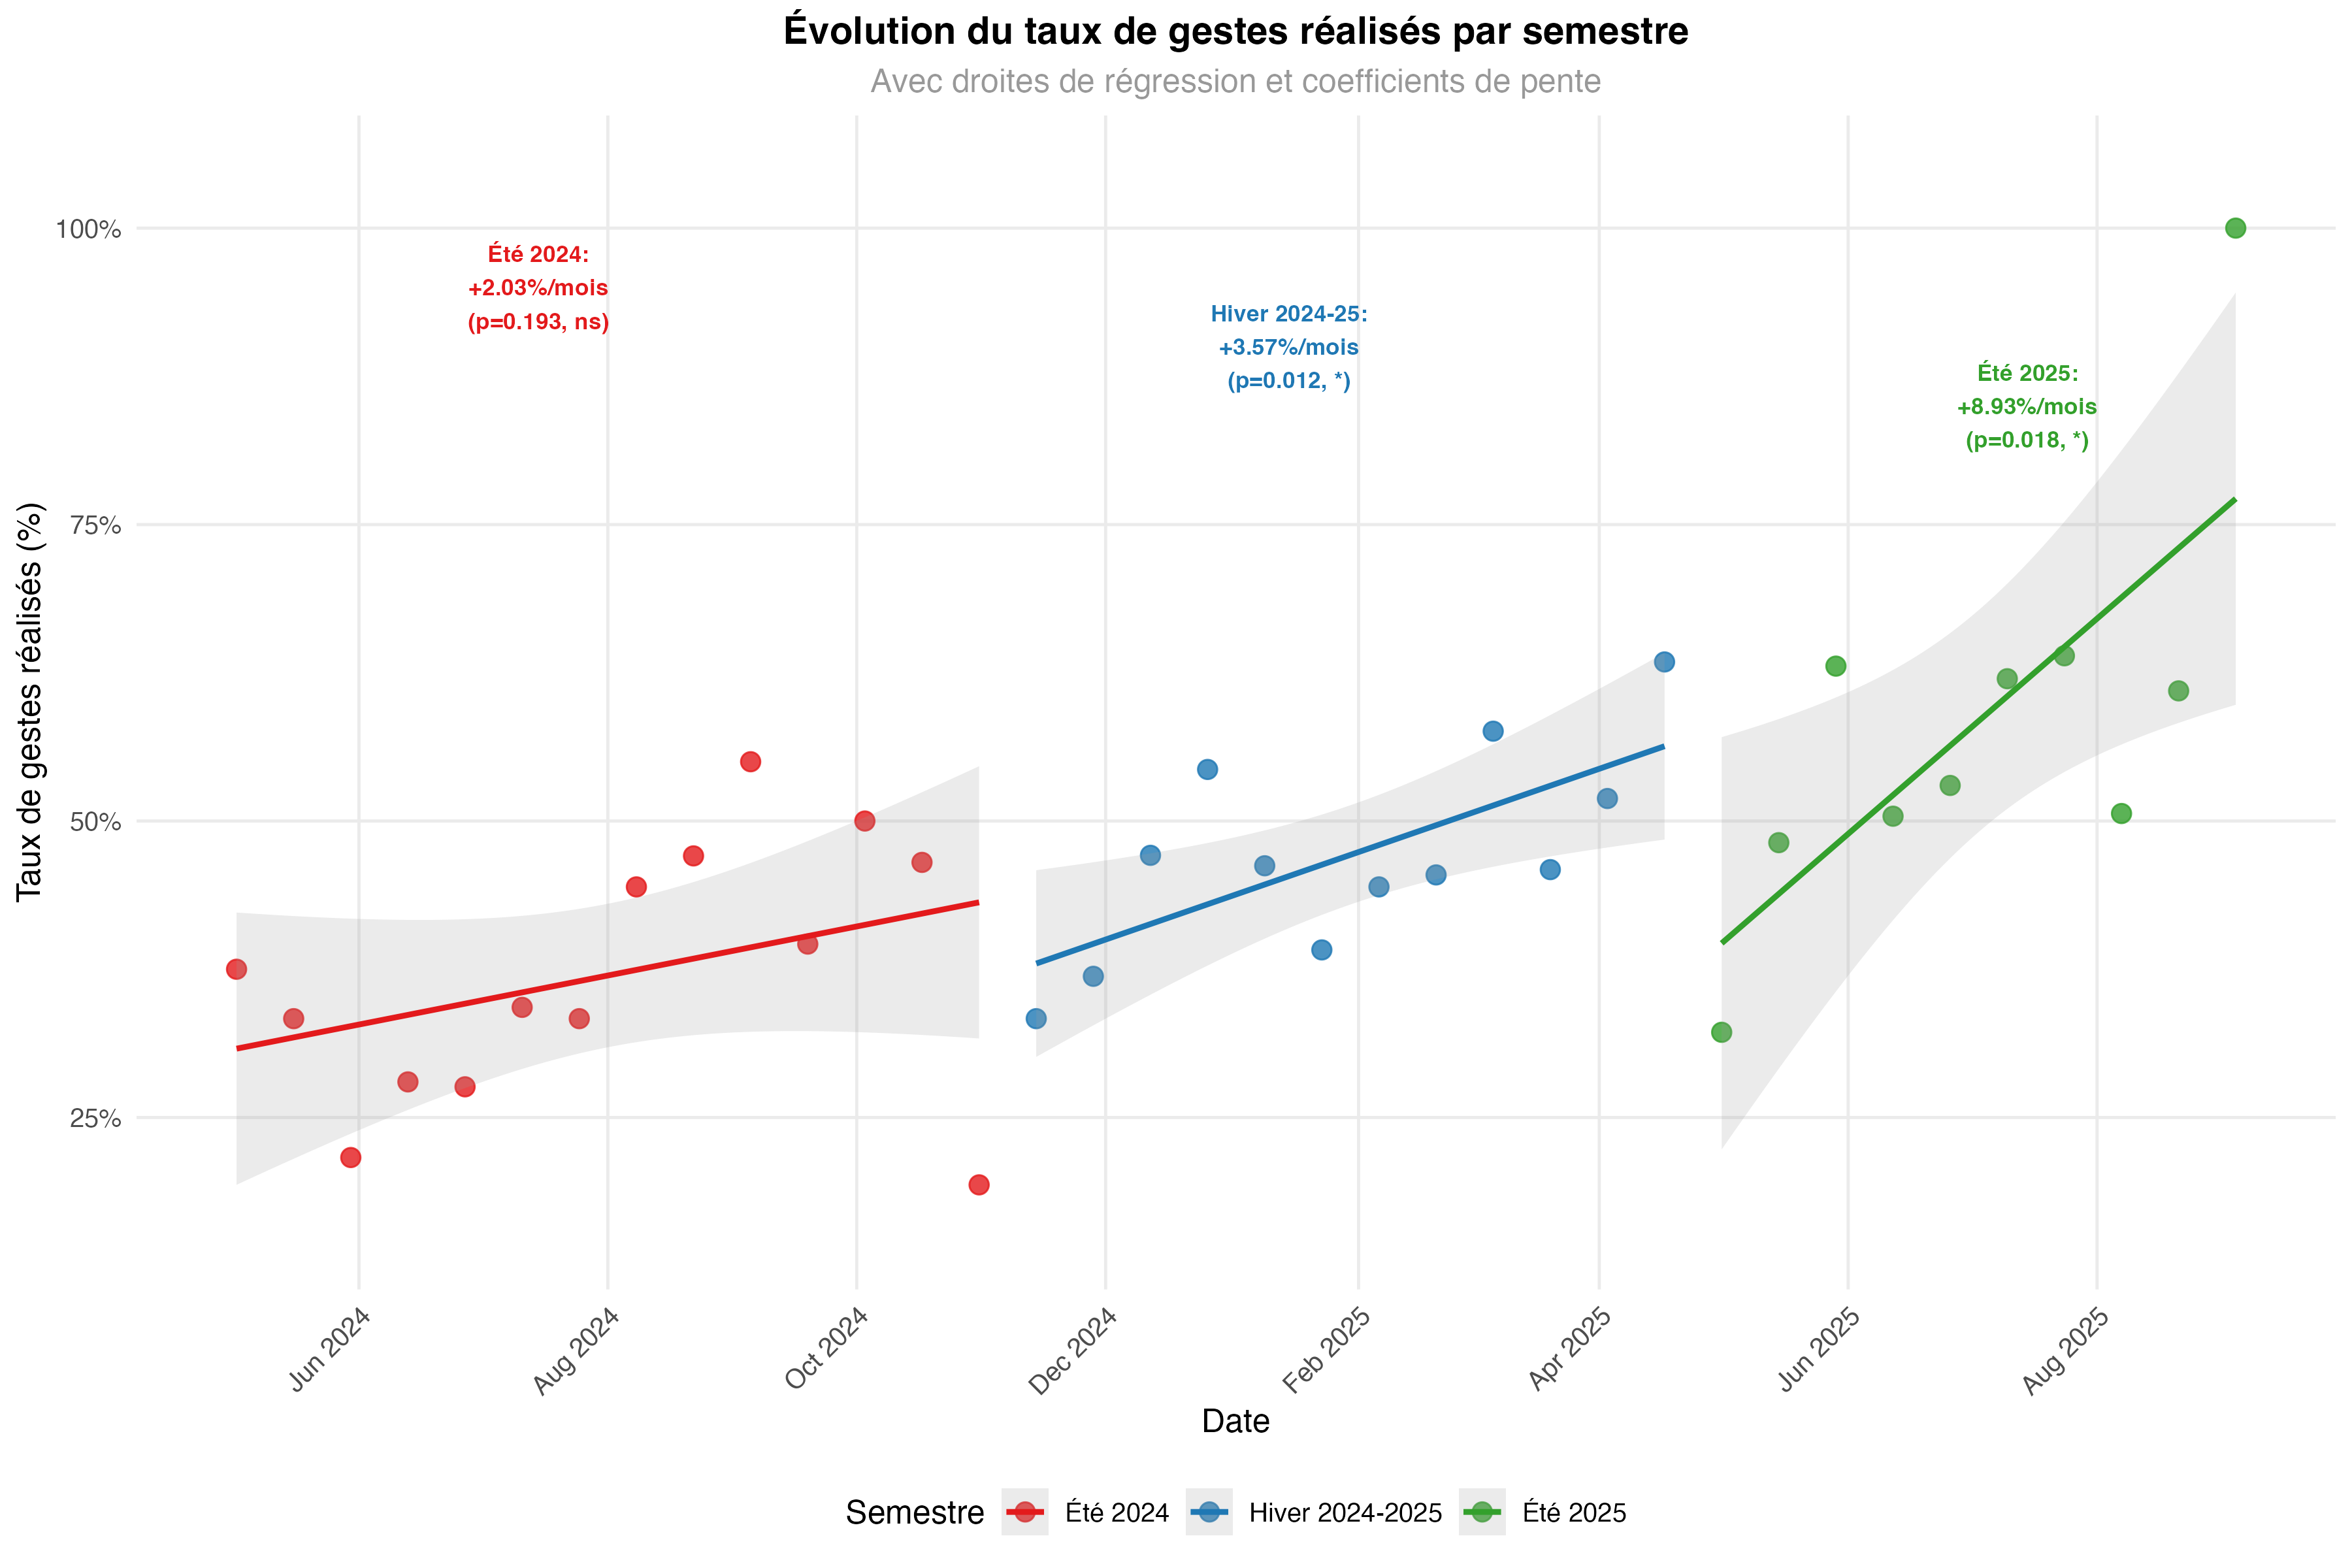 Évolution du taux de gestes réalisés par semestre
Avec droites de régression et coefficients de pente
Taux de gestes réalisés (%)
100%
75%
50%
25%
Été 2024:
+2.03%/mois
(p=0.193, ns)
Hiver 2024-25:
+3.57%/mois
(p=0.012, *)
Été 2025:
+8.93%/mois
(p=0.018, *)
Jun 2024
Aug 2024
Oct 2024
Dec 2024
Feb 2025
Apr 2025
Jun 2025
Aug 2025
Date
Semestre
Été 2024
Hiver 2024-2025
Été 2025